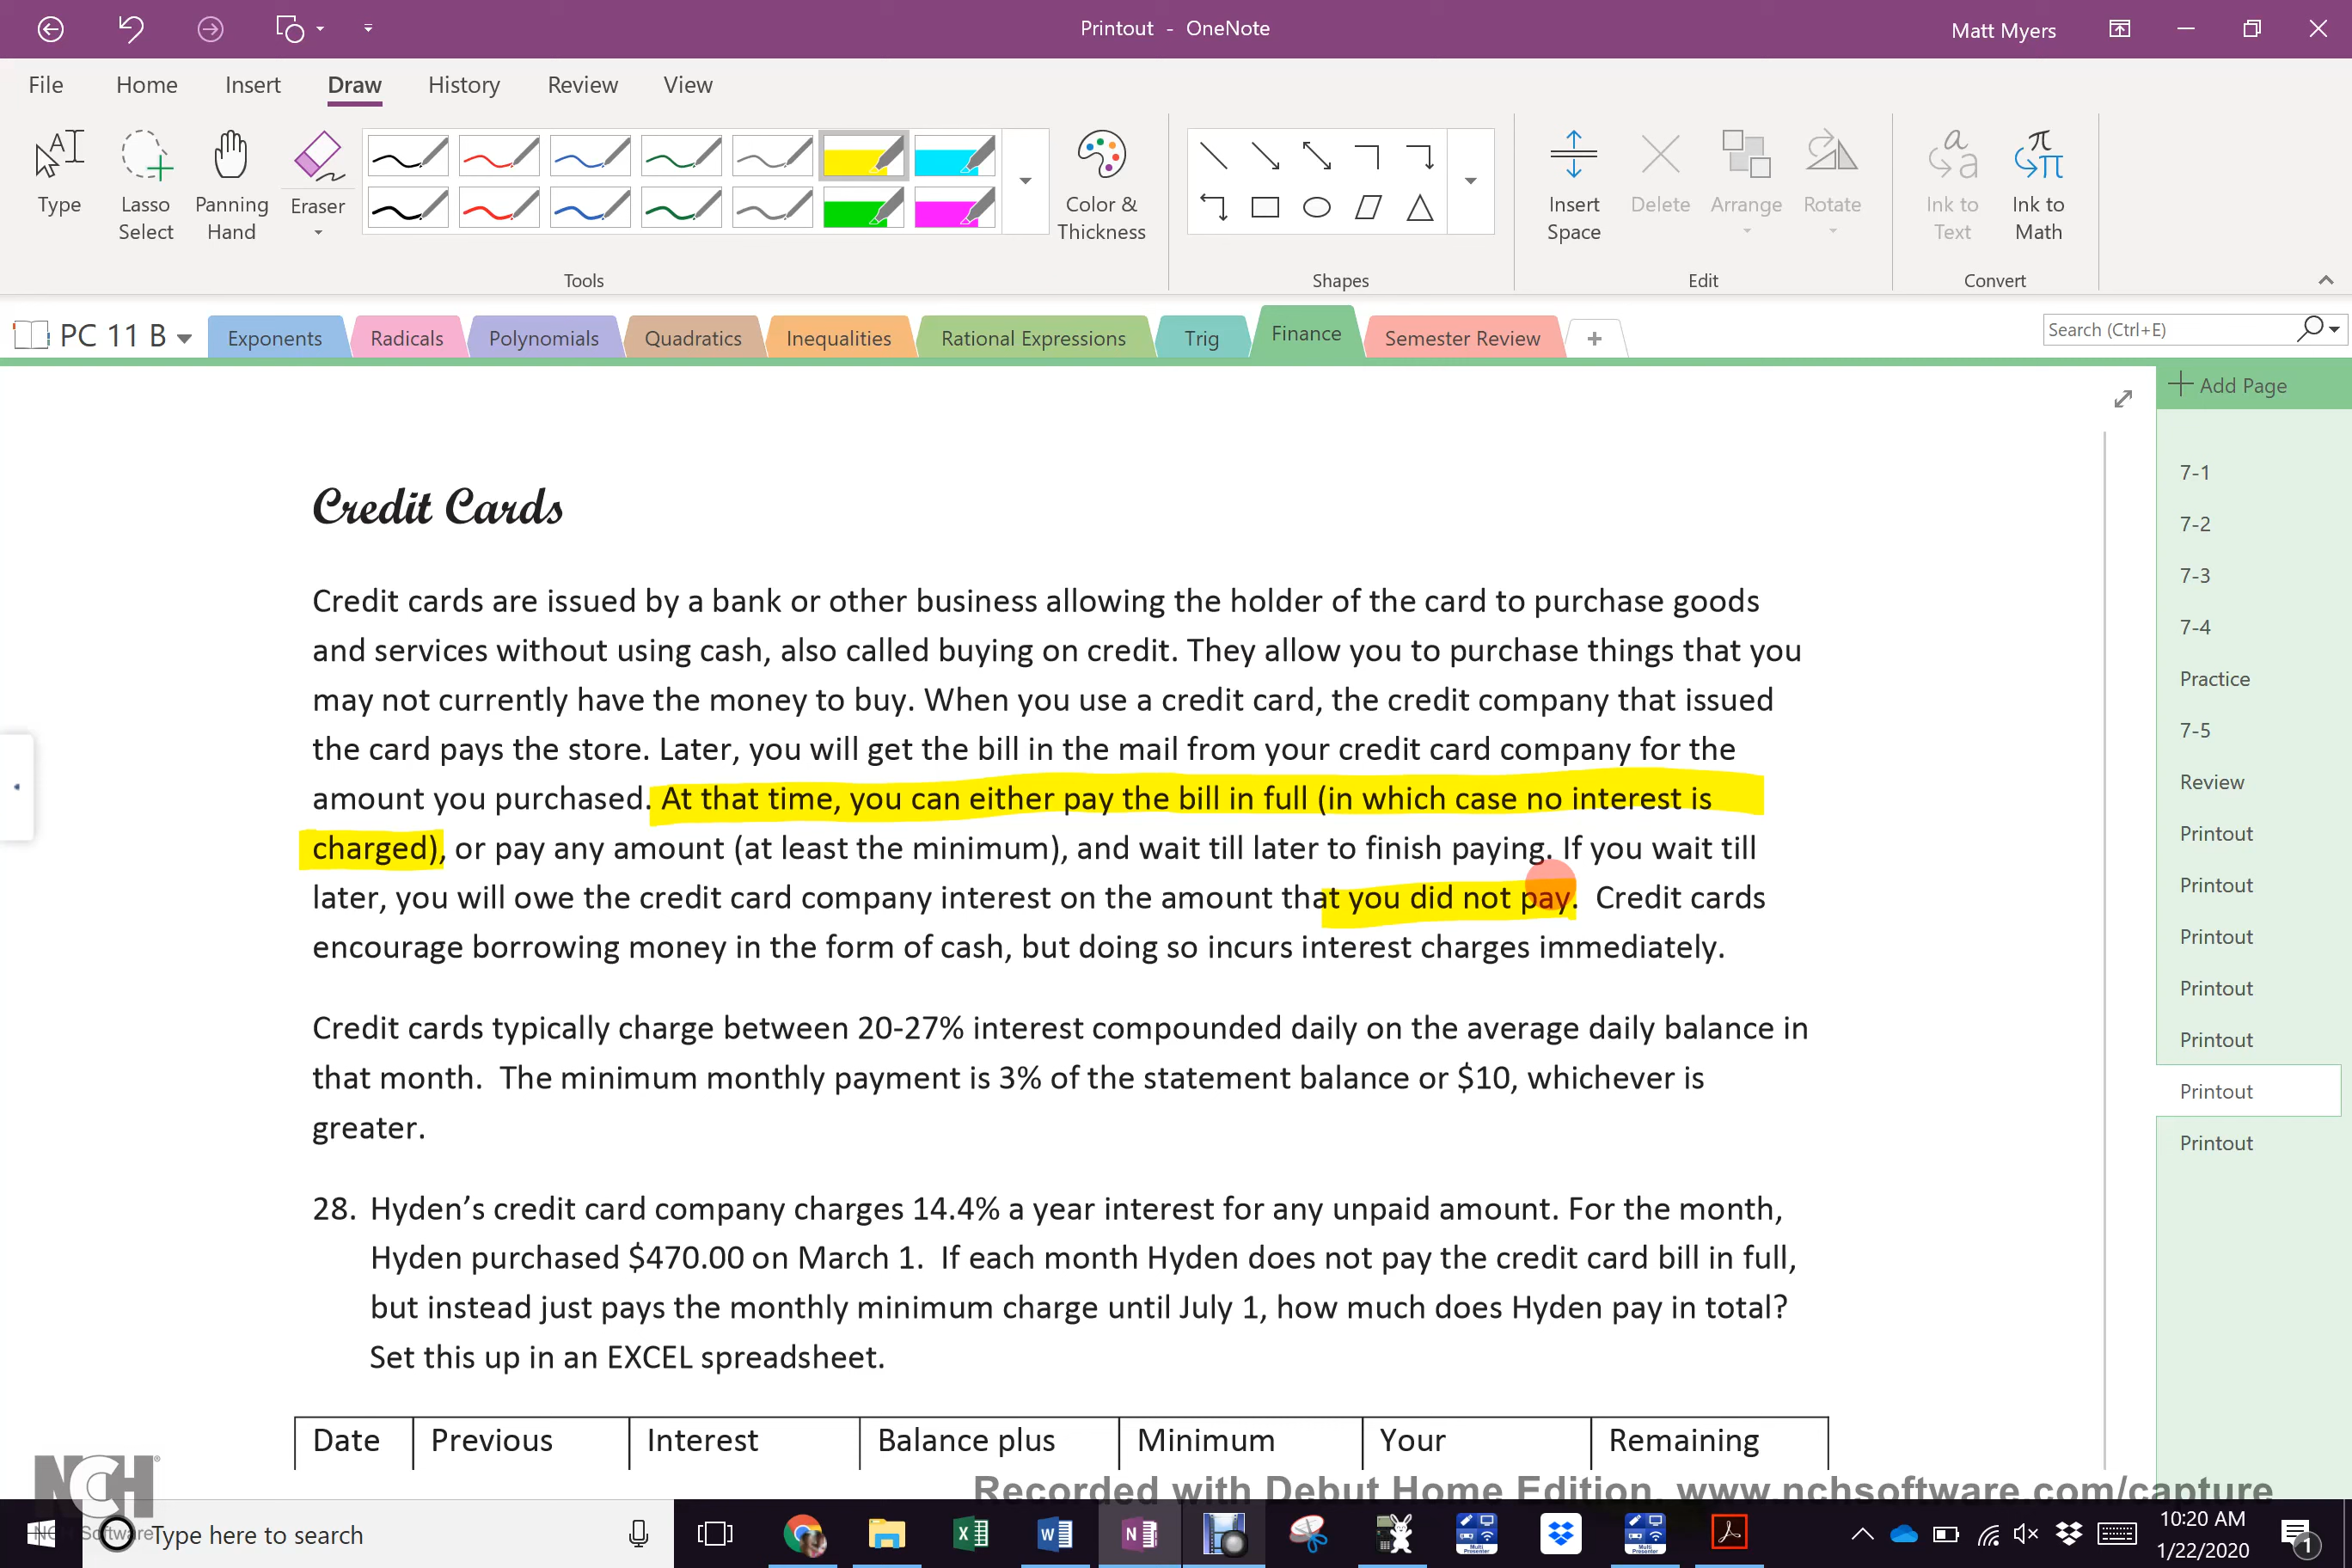 Printout - OneNote
Matt Myers
File Home Insert Draw History Review View
Type
Lasso Select
Panning Hand
Eraser
Color & Thickness
Insert Space
Delete
Arrange
Rotate
Ink to Text
Ink to Math
Tools
Shapes
Edit
Convert
PC 11 B
Exponents Radicals Polynomials Quadratics Inequalities Rational Expressions Trig Finance Semester Review
Search (Ctrl+E)
Add Page
7-1
7-2
7-3
7-4
Practice
7-5
Review
Printout
Printout
Printout
Printout
Printout
Printout
Printout
Credit Cards
Credit cards are issued by a bank or other business allowing the holder of the card to purchase goods
and services without using cash, also called buying on credit. They allow you to purchase things that you
may not currently have the money to buy. When you use a credit card, the credit company that issued
the card pays the store. Later, you will get the bill in the mail from your credit card company for the
amount you purchased. At that time, you can either pay the bill in full (in which case no interest is
charged), or pay any amount (at least the minimum), and wait till later to finish paying. If you wait till
later, you will owe the credit card company interest on the amount that you did not pay. Credit cards
encourage borrowing money in the form of cash, but doing so incurs interest charges immediately.
Credit cards typically charge between 20-27% interest compounded daily on the average daily balance in
that month. The minimum monthly payment is 3% of the statement balance or $10, whichever is
greater.
28. Hyden’s credit card company charges 14.4% a year interest for any unpaid amount. For the month,
Hyden purchased $470.00 on March 1. If each month Hyden does not pay the credit card bill in full,
but instead just pays the monthly minimum charge until July 1, how much does Hyden pay in total?
Set this up in an EXCEL spreadsheet.
Date Previous Interest Balance plus Minimum Your Remaining
NCH
NCH Software
Recorded with Debut Home Edition. www.nchsoftware.com/capture
Type here to search
10:20 AM
1/22/2020
1